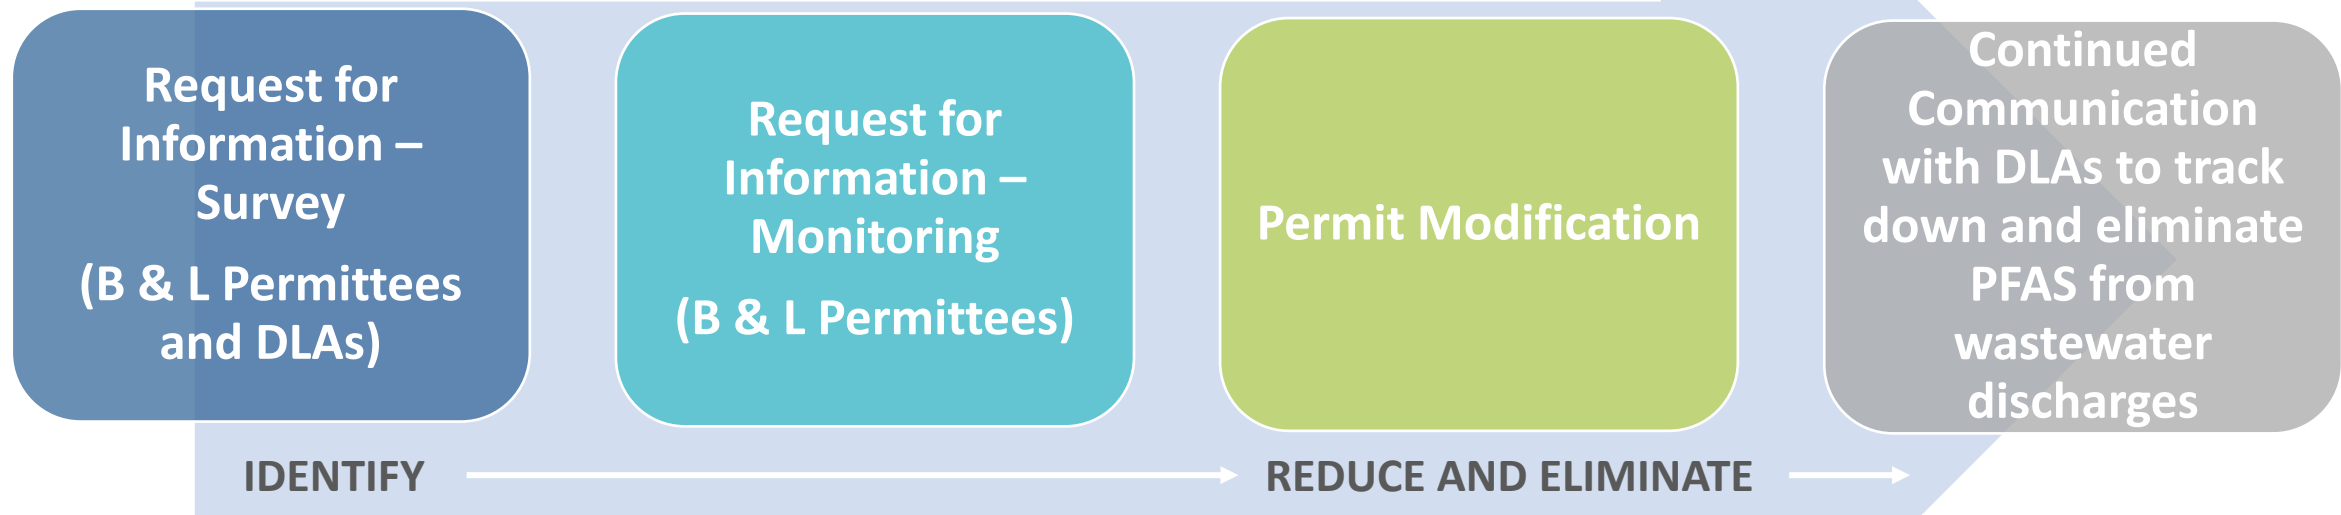 Request for
Information –
Survey
(B & L Permittees
and DLAs)
Request for
Information –
Monitoring
(B & L Permittees)
Permit Modification
Continued
Communication
with DLAs to track
down and eliminate
PFAS from
wastewater
discharges
IDENTIFY
REDUCE AND ELIMINATE